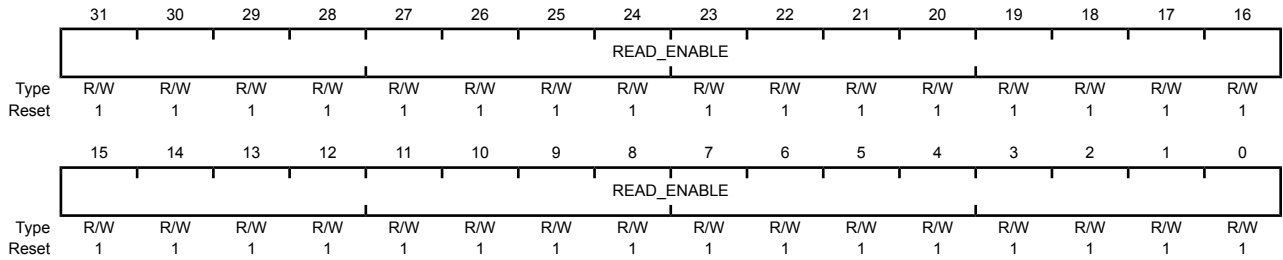 31 30 29 28 27 26 25 24 23 22 21 20 19 18 17 16
READ_ENABLE
Type R/W R/W R/W R/W R/W R/W R/W R/W R/W R/W R/W R/W R/W R/W R/W R/W
Reset 1 1 1 1 1 1 1 1 1 1 1 1 1 1 1 1
15 14 13 12 11 10 9 8 7 6 5 4 3 2 1 0
READ_ENABLE
Type R/W R/W R/W R/W R/W R/W R/W R/W R/W R/W R/W R/W R/W R/W R/W R/W
Reset 1 1 1 1 1 1 1 1 1 1 1 1 1 1 1 1